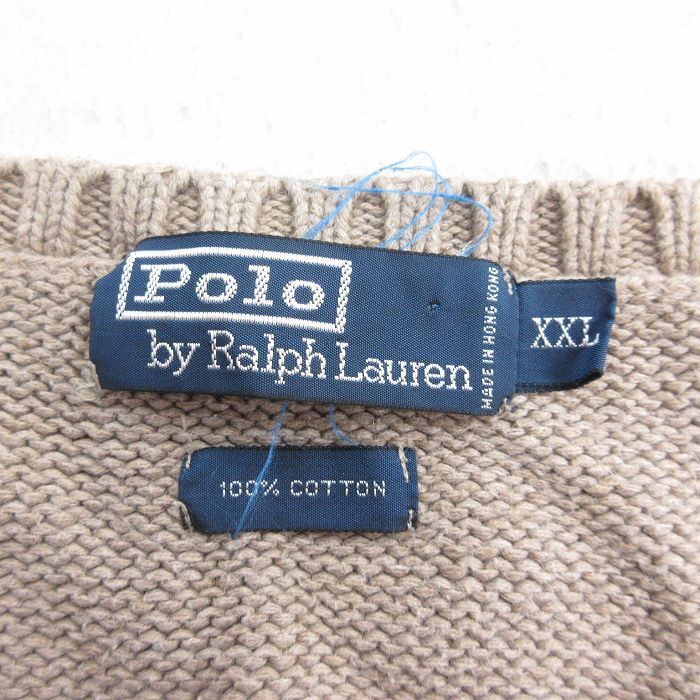 Polo
by Ralph Lauren
MADE IN HONG KONG
XXL
100% COTTON